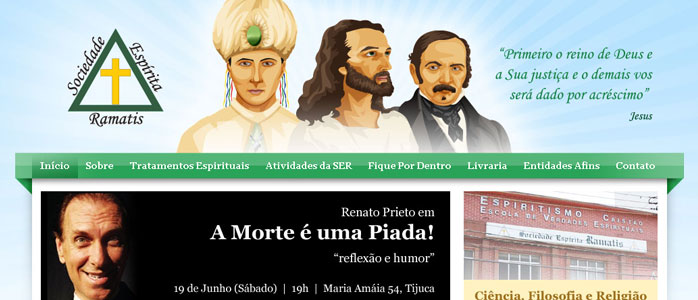 Sociedade Espírita
Ramatis
“Primeiro o reino de Deus e
a Sua justiça e o demais vos
será dado por acréscimo”
Jesus
Início Sobre Tratamentos Espirituais Atividades da SER Fique Por Dentro Livraria Entidades Afins Contato
Renato Prieto em
A Morte é uma Piada!
“reflexão e humor”
19 de Junho (Sábado) | 19h | Maria Amáia 54, Tijuca
ESPIRITISMO CRISTÃO
ESCOLA DE VERDADES ESPIRITUAIS
Sociedade Espírita Ramatis
Ciência, Filosofia e Religião